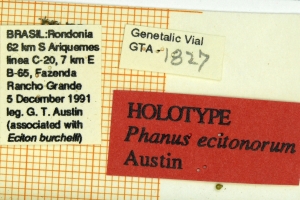 BRASIL:Rondonia
62 km S Ariquemes
linea C-20, 7 km E
B-65, Fazenda
Rancho Grande
5 December 1991
leg. G. T. Austin
(associated with
Eciton burchelli)
Genetalic Vial
GTA - 1827
HOLOTYPE
Phanus ecitonorum
Austin